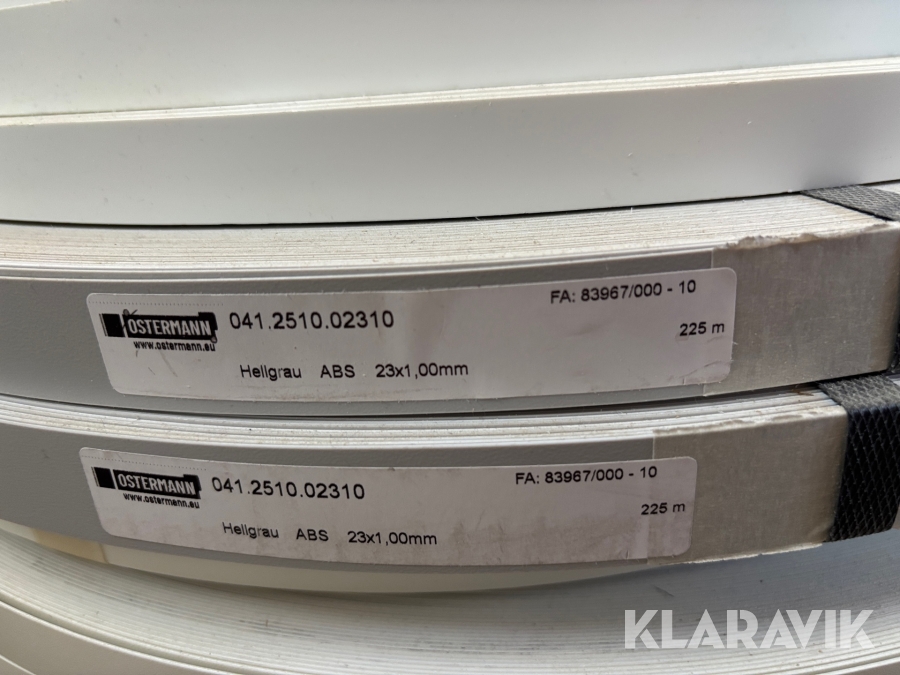 OSTERMANN
www.ostermann.eu
041.2510.02310
FA: 83967/000 - 10
225 m
Hellgrau ABS 23x1,00mm
OSTERMANN
www.ostermann.eu
041.2510.02310
FA: 83967/000 - 10
225 m
Hellgrau ABS 23x1,00mm
KLARAVIK